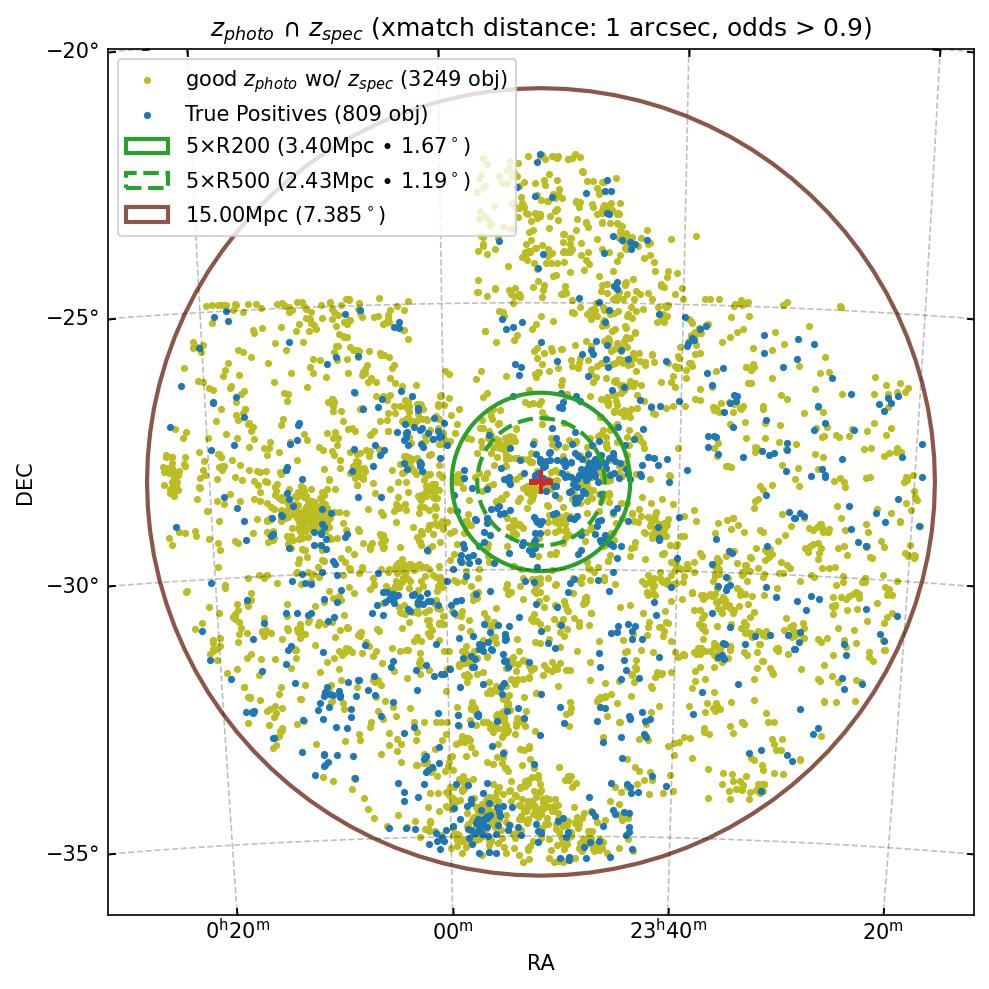 z_photo ∩ z_spec (xmatch distance: 1 arcsec, odds > 0.9)
good z_photo wo/ z_spec (3249 obj)
True Positives (809 obj)
5×R200 (3.40Mpc • 1.67°)
5×R500 (2.43Mpc • 1.19°)
15.00Mpc (7.385°)
−20°
−25°
−30°
−35°
DEC
0ʰ20ᵐ
00ᵐ
23ʰ40ᵐ
20ᵐ
RA